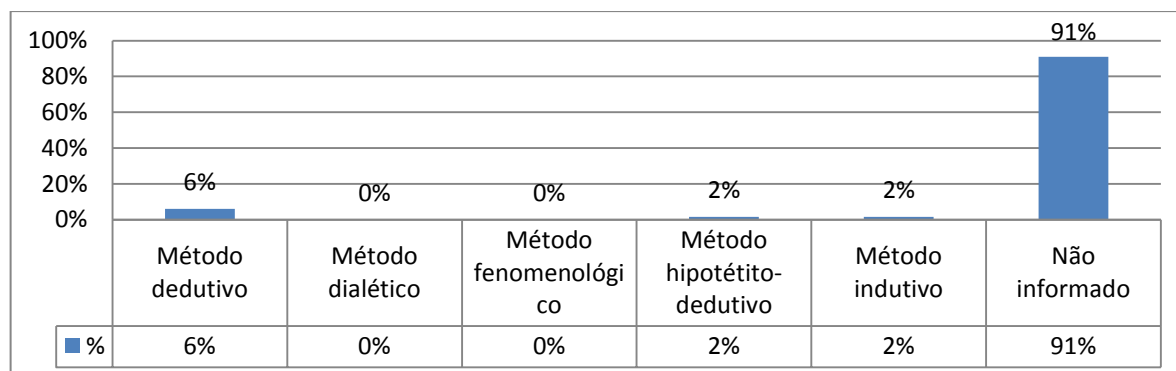 100%
80%
60%
40%
20%
0%
6%
0%
0%
2%
2%
91%
Método
dedutivo
Método
dialético
Método
fenomenológi
co
Método
hipotétito-
dedutivo
Método
indutivo
Não
informado
% 6% 0% 0% 2% 2% 91%